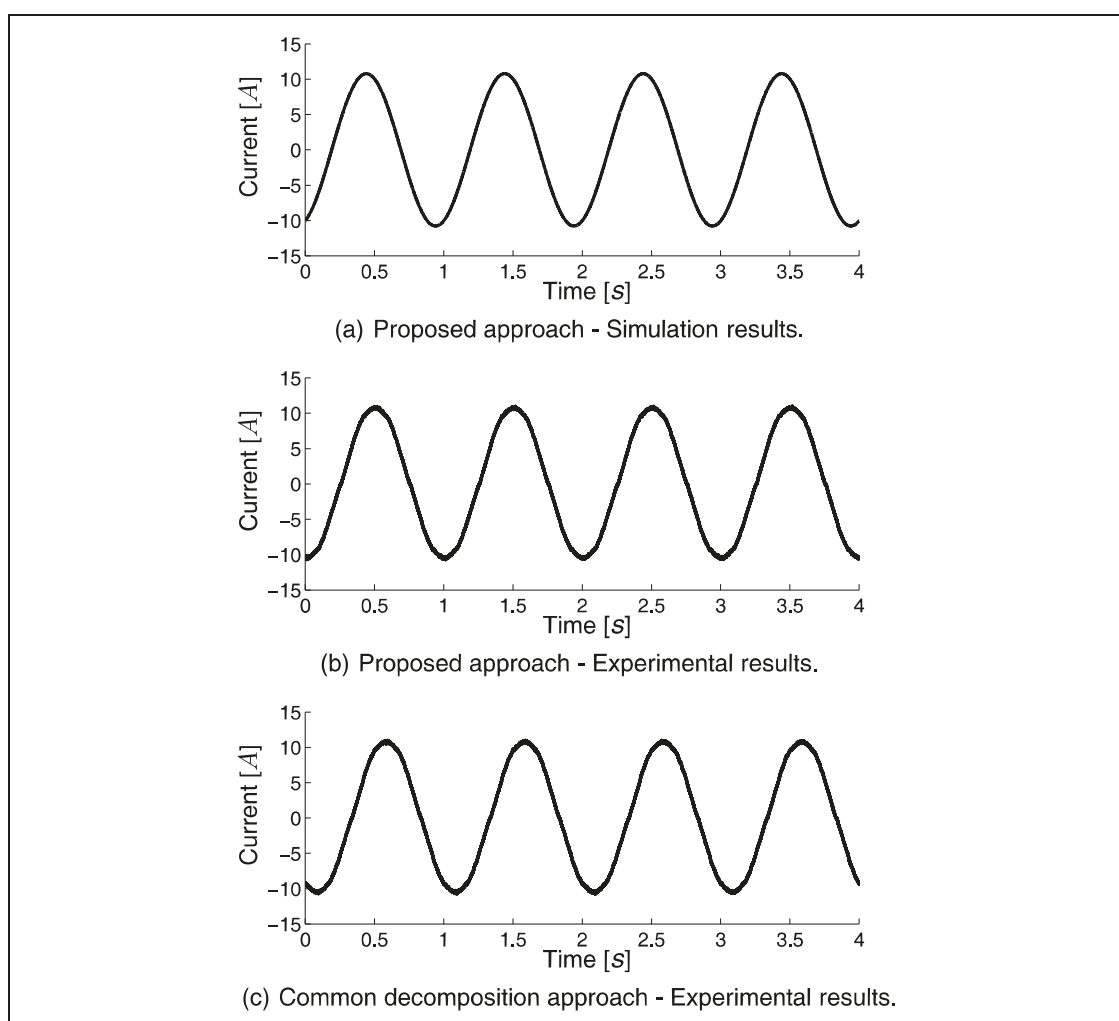 15
10
5
0
−5
−10
−15
Current [A]
0 0.5 1 1.5 2 2.5 3 3.5 4
Time [s]
(a) Proposed approach - Simulation results.
15
10
5
0
−5
−10
−15
Current [A]
0 0.5 1 1.5 2 2.5 3 3.5 4
Time [s]
(b) Proposed approach - Experimental results.
15
10
5
0
−5
−10
−15
Current [A]
0 0.5 1 1.5 2 2.5 3 3.5 4
Time [s]
(c) Common decomposition approach - Experimental results.